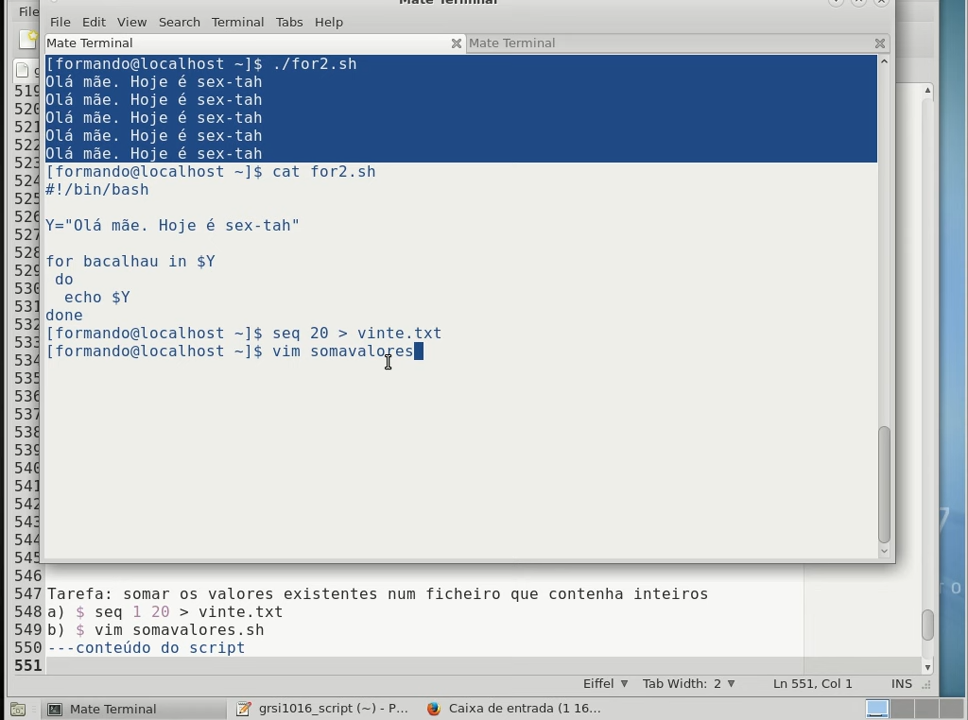 File
Mate Terminal
File Edit View Search Terminal Tabs Help
Mate Terminal
Mate Terminal
[formando@localhost ~]$ ./for2.sh
Olá mãe. Hoje é sex-tah
Olá mãe. Hoje é sex-tah
Olá mãe. Hoje é sex-tah
Olá mãe. Hoje é sex-tah
Olá mãe. Hoje é sex-tah
[formando@localhost ~]$ cat for2.sh
#!/bin/bash
Y="Olá mãe. Hoje é sex-tah"
for bacalhau in $Y
do
echo $Y
done
[formando@localhost ~]$ seq 20 > vinte.txt
[formando@localhost ~]$ vim somavalores
519
520
521
522
523
524
525
526
527
528
529
530
531
532
533
534
535
536
537
538
539
540
541
542
543
544
545
546
547 Tarefa: somar os valores existentes num ficheiro que contenha inteiros
548 a) $ seq 1 20 > vinte.txt
549 b) $ vim somavalores.sh
550 ---conteúdo do script
551
Eiffel Tab Width: 2 Ln 551, Col 1 INS
Mate Terminal
grsi1016_script (~) - P...
Caixa de entrada (1 16...